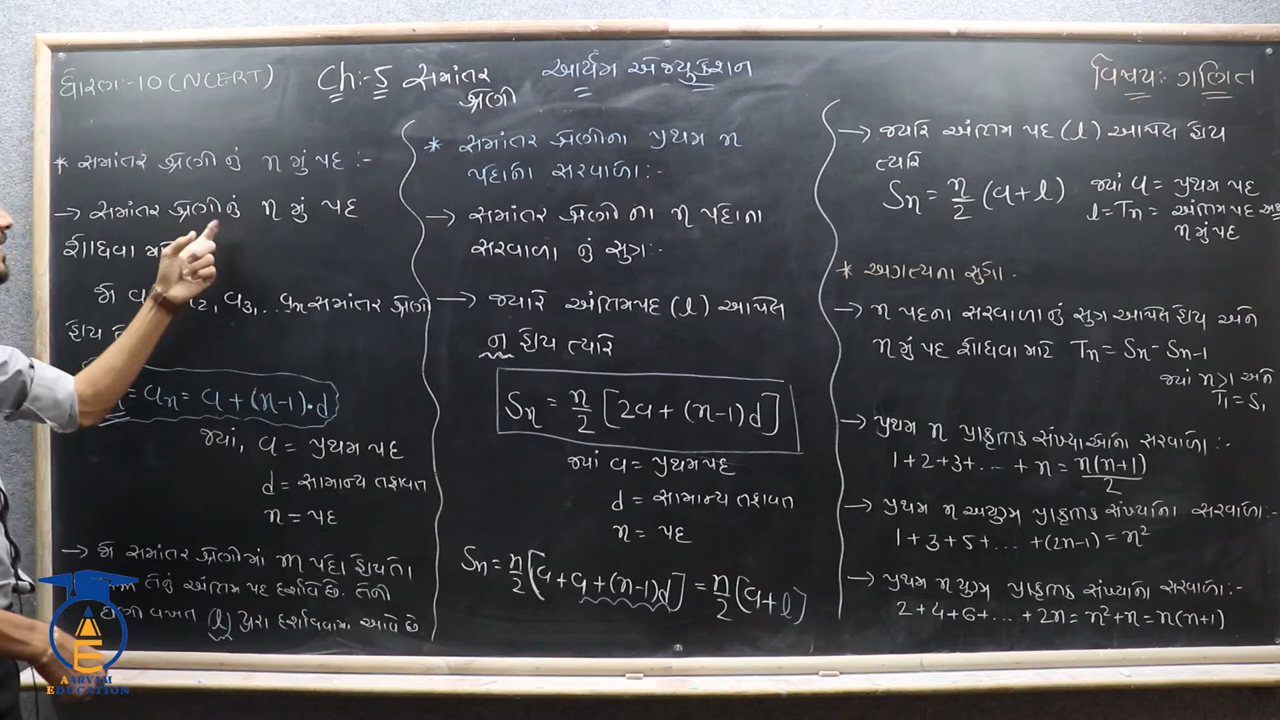 ધોરણ:-10 (NCERT)
Ch:-5 સમાંતર
શ્રેણી
આર્યમ એજ્યુકેશન
વિષય: ગણિત
* સમાંતર શ્રેણી નું n મું પદ :-
→ સમાંતર શ્રેણીનું n મું પદ
શોધવા
જો a₂, a₃, ... aₙ સમાંતર શ્રેણી
હોય
= aₙ = a + (n-1)·d
જ્યાં, a = પ્રથમ પદ
d = સામાન્ય તફાવત
n = પદ
→ જો સમાંતર શ્રેણીમાં m પદો હોય તો
તેનું અંતિમ પદ દર્શાવે છે. તેની
ઘણી વખત (l) દ્વારા દર્શાવવામાં આવે છે
* સમાંતર શ્રેણીના પ્રથમ n
પદોના સરવાળા :-
→ સમાંતર શ્રેણી ના n પદોના
સરવાળા નું સુત્ર :-
→ જ્યારે અંતિમપદ (l) આપેલ
ન હોય ત્યારે
Sₙ = n/2 [2a + (n-1)d]
જ્યાં a = પ્રથમપદ
d = સામાન્ય તફાવત
n = પદ
Sₙ = n/2 [a + a + (n-1)d] = n/2 [a + l]
→ જ્યારે અંતિમ પદ (l) આપેલ હોય
ત્યારે
Sₙ = n/2 (a + l)
જ્યાં a = પ્રથમ પદ
l = Tₙ = અંતિમ પદ અથ
n મું પદ
* અગત્યના સુત્રો.
→ n પદના સરવાળાનું સુત્ર આપેલ હોય અને
n મું પદ શોધવા માટે Tₙ = Sₙ - Sₙ₋₁
જ્યાં n > 1 અને
T₁ = S₁
→ પ્રથમ n પ્રાકૃતિક સંખ્યાઓના સરવાળા :-
1 + 2 + 3 + ... + n = n(n+1)/2
→ પ્રથમ n અયુગ્મ પ્રાકૃતિક સંખ્યાના સરવાળા :-
1 + 3 + 5 + ... + (2n-1) = n²
→ પ્રથમ n યુગ્મ પ્રાકૃતિક સંખ્યાના સરવાળા :-
2 + 4 + 6 + ... + 2n = n² + n = n(n+1)
AE
AARYAM
EDUCATION